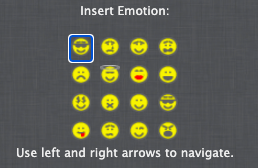 Insert Emotion:
Use left and right arrows to navigate.